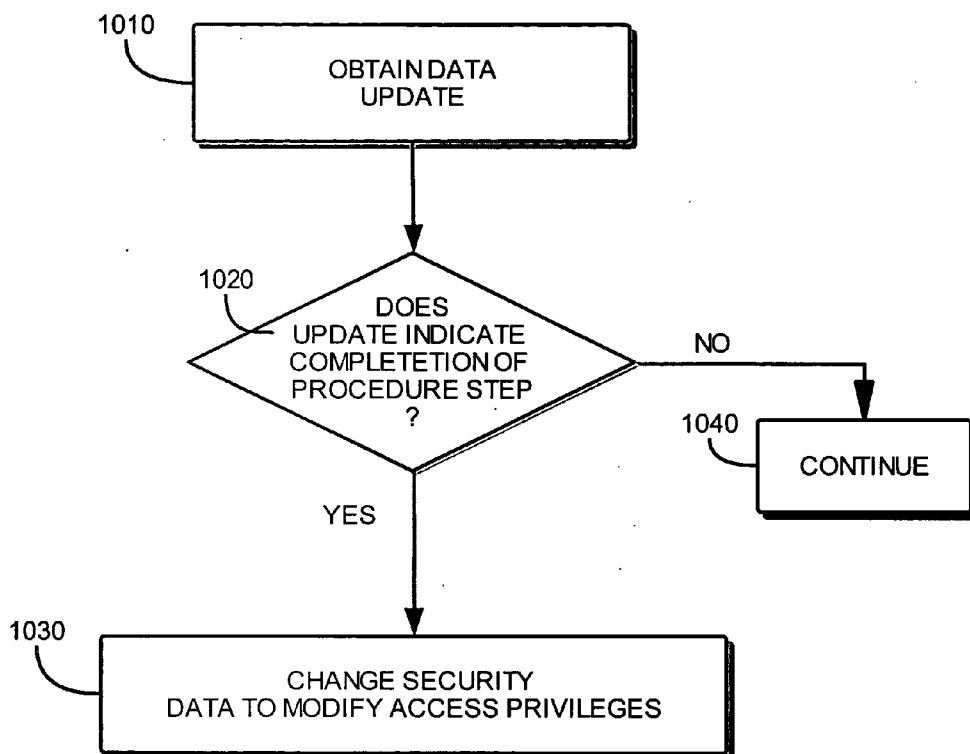 1010
OBTAIN DATA
UPDATE
1020
DOES
UPDATE INDICATE
COMPLETETION OF
PROCEDURE STEP
?
NO
1040
CONTINUE
YES
1030
CHANGE SECURITY
DATA TO MODIFY ACCESS PRIVILEGES